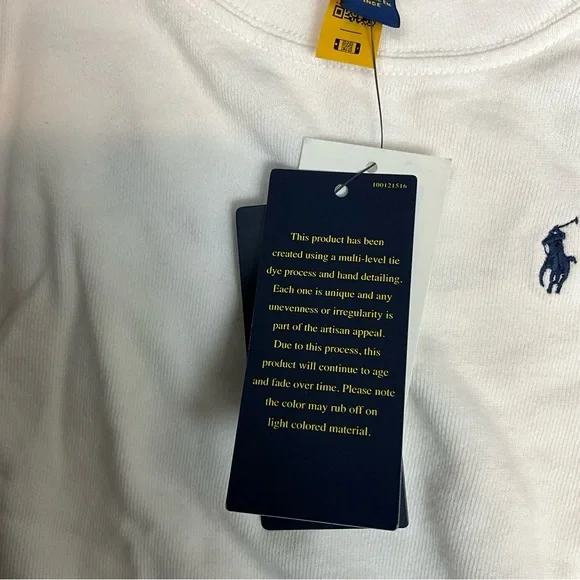 100121516
This product has been
created using a multi-level tie
dye process and hand detailing.
Each one is unique and any
unevenness or irregularity is
part of the artisan appeal.
Due to this process, this
product will continue to age
and fade over time. Please note
the color may rub off on
light colored material.